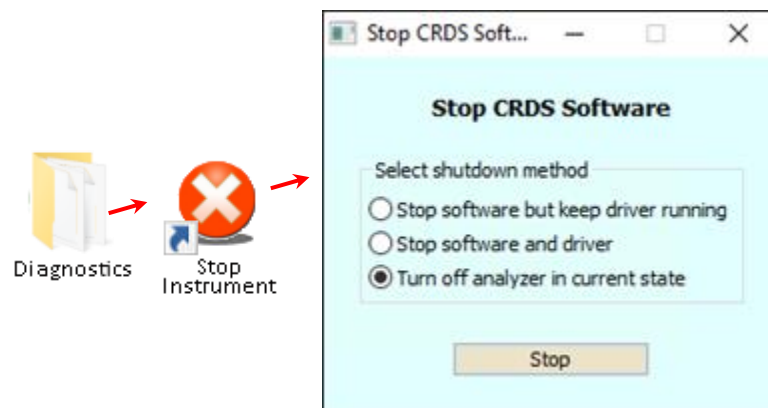 Diagnostics
Stop
Instrument
Stop CRDS Soft...
Stop CRDS Software
Select shutdown method
Stop software but keep driver running
Stop software and driver
Turn off analyzer in current state
Stop